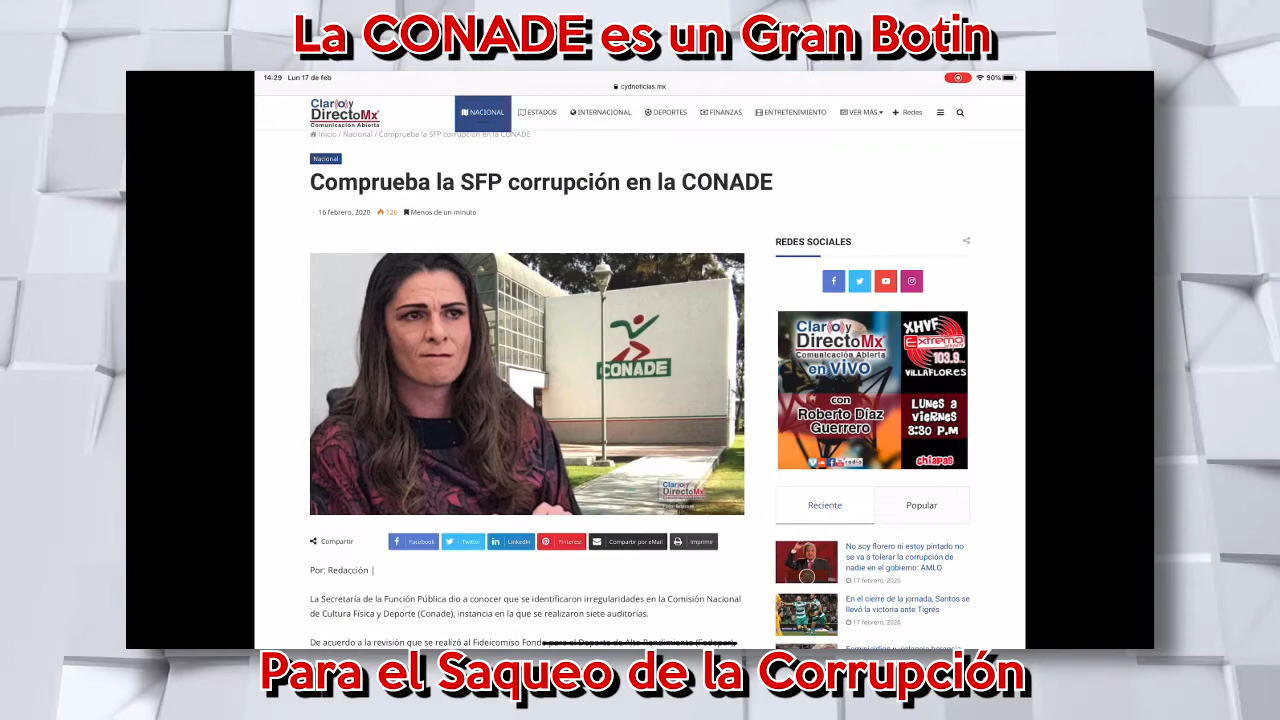 La CONADE es un Gran Botin
14:29 Lun 17 de feb
90%
cydnoticias.mx
Claro y
DirectoMx
Comunicación Abierta
NACIONAL ESTADOS INTERNACIONAL DEPORTES FINANZAS ENTRETENIMIENTO VER MÁS Redes
Inicio / Nacional / Comprueba la SFP corrupción en la CONADE
Nacional
Comprueba la SFP corrupción en la CONADE
16 febrero, 2020 126 Menos de un minuto
REDES SOCIALES
CONADE
Claro y
DirectoMx
Claro y
DirectoMx
Comunicación Abierta
en VIVO
con
Roberto Díaz
Guerrero
radio
XHVF
Extremo
103.9
VILLAFLORES
LUNES A
VIERNES
3:30 P.M
chiapas
Reciente Popular
Compartir Facebook Twitter LinkedIn Pinterest Compartir por eMail Imprimir
No soy florero ni estoy pintado no
se va a tolerar la corrupción de
nadie en el gobierno: AMLO
17 febrero, 2020
Por: Redacción |
En el cierre de la jornada, Santos se
llevó la victoria ante Tigres
17 febrero, 2020
La Secretaría de la Función Pública dio a conocer que se identificaron irregularidades en la Comisión Nacional
de Cultura Física y Deporte (Conade), instancia en la que se realizaron siete auditorías.
De acuerdo a la revisión que se realizó al Fideicomiso Fondo para el Deporte de Alto Rendimiento (Fodepar),
Feminicidios y violencia herencia
Para el Saqueo de la Corrupción